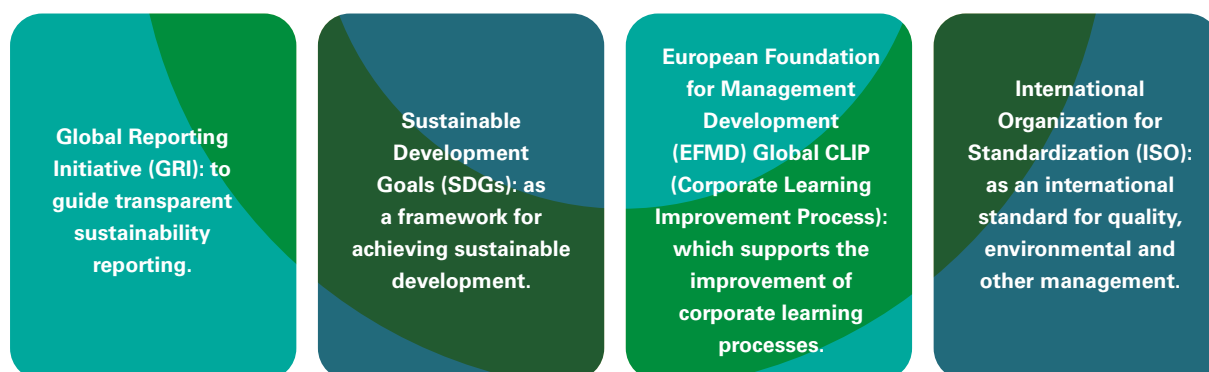 Global Reporting
Initiative (GRI): to
guide transparent
sustainability
reporting.
Sustainable
Development
Goals (SDGs): as
a framework for
achieving sustainable
development.
European Foundation
for Management
Development
(EFMD) Global CLIP
(Corporate Learning
Improvement Process):
which supports the
improvement of
corporate learning
processes.
International
Organization for
Standardization (ISO):
as an international
standard for quality,
environmental and
other management.